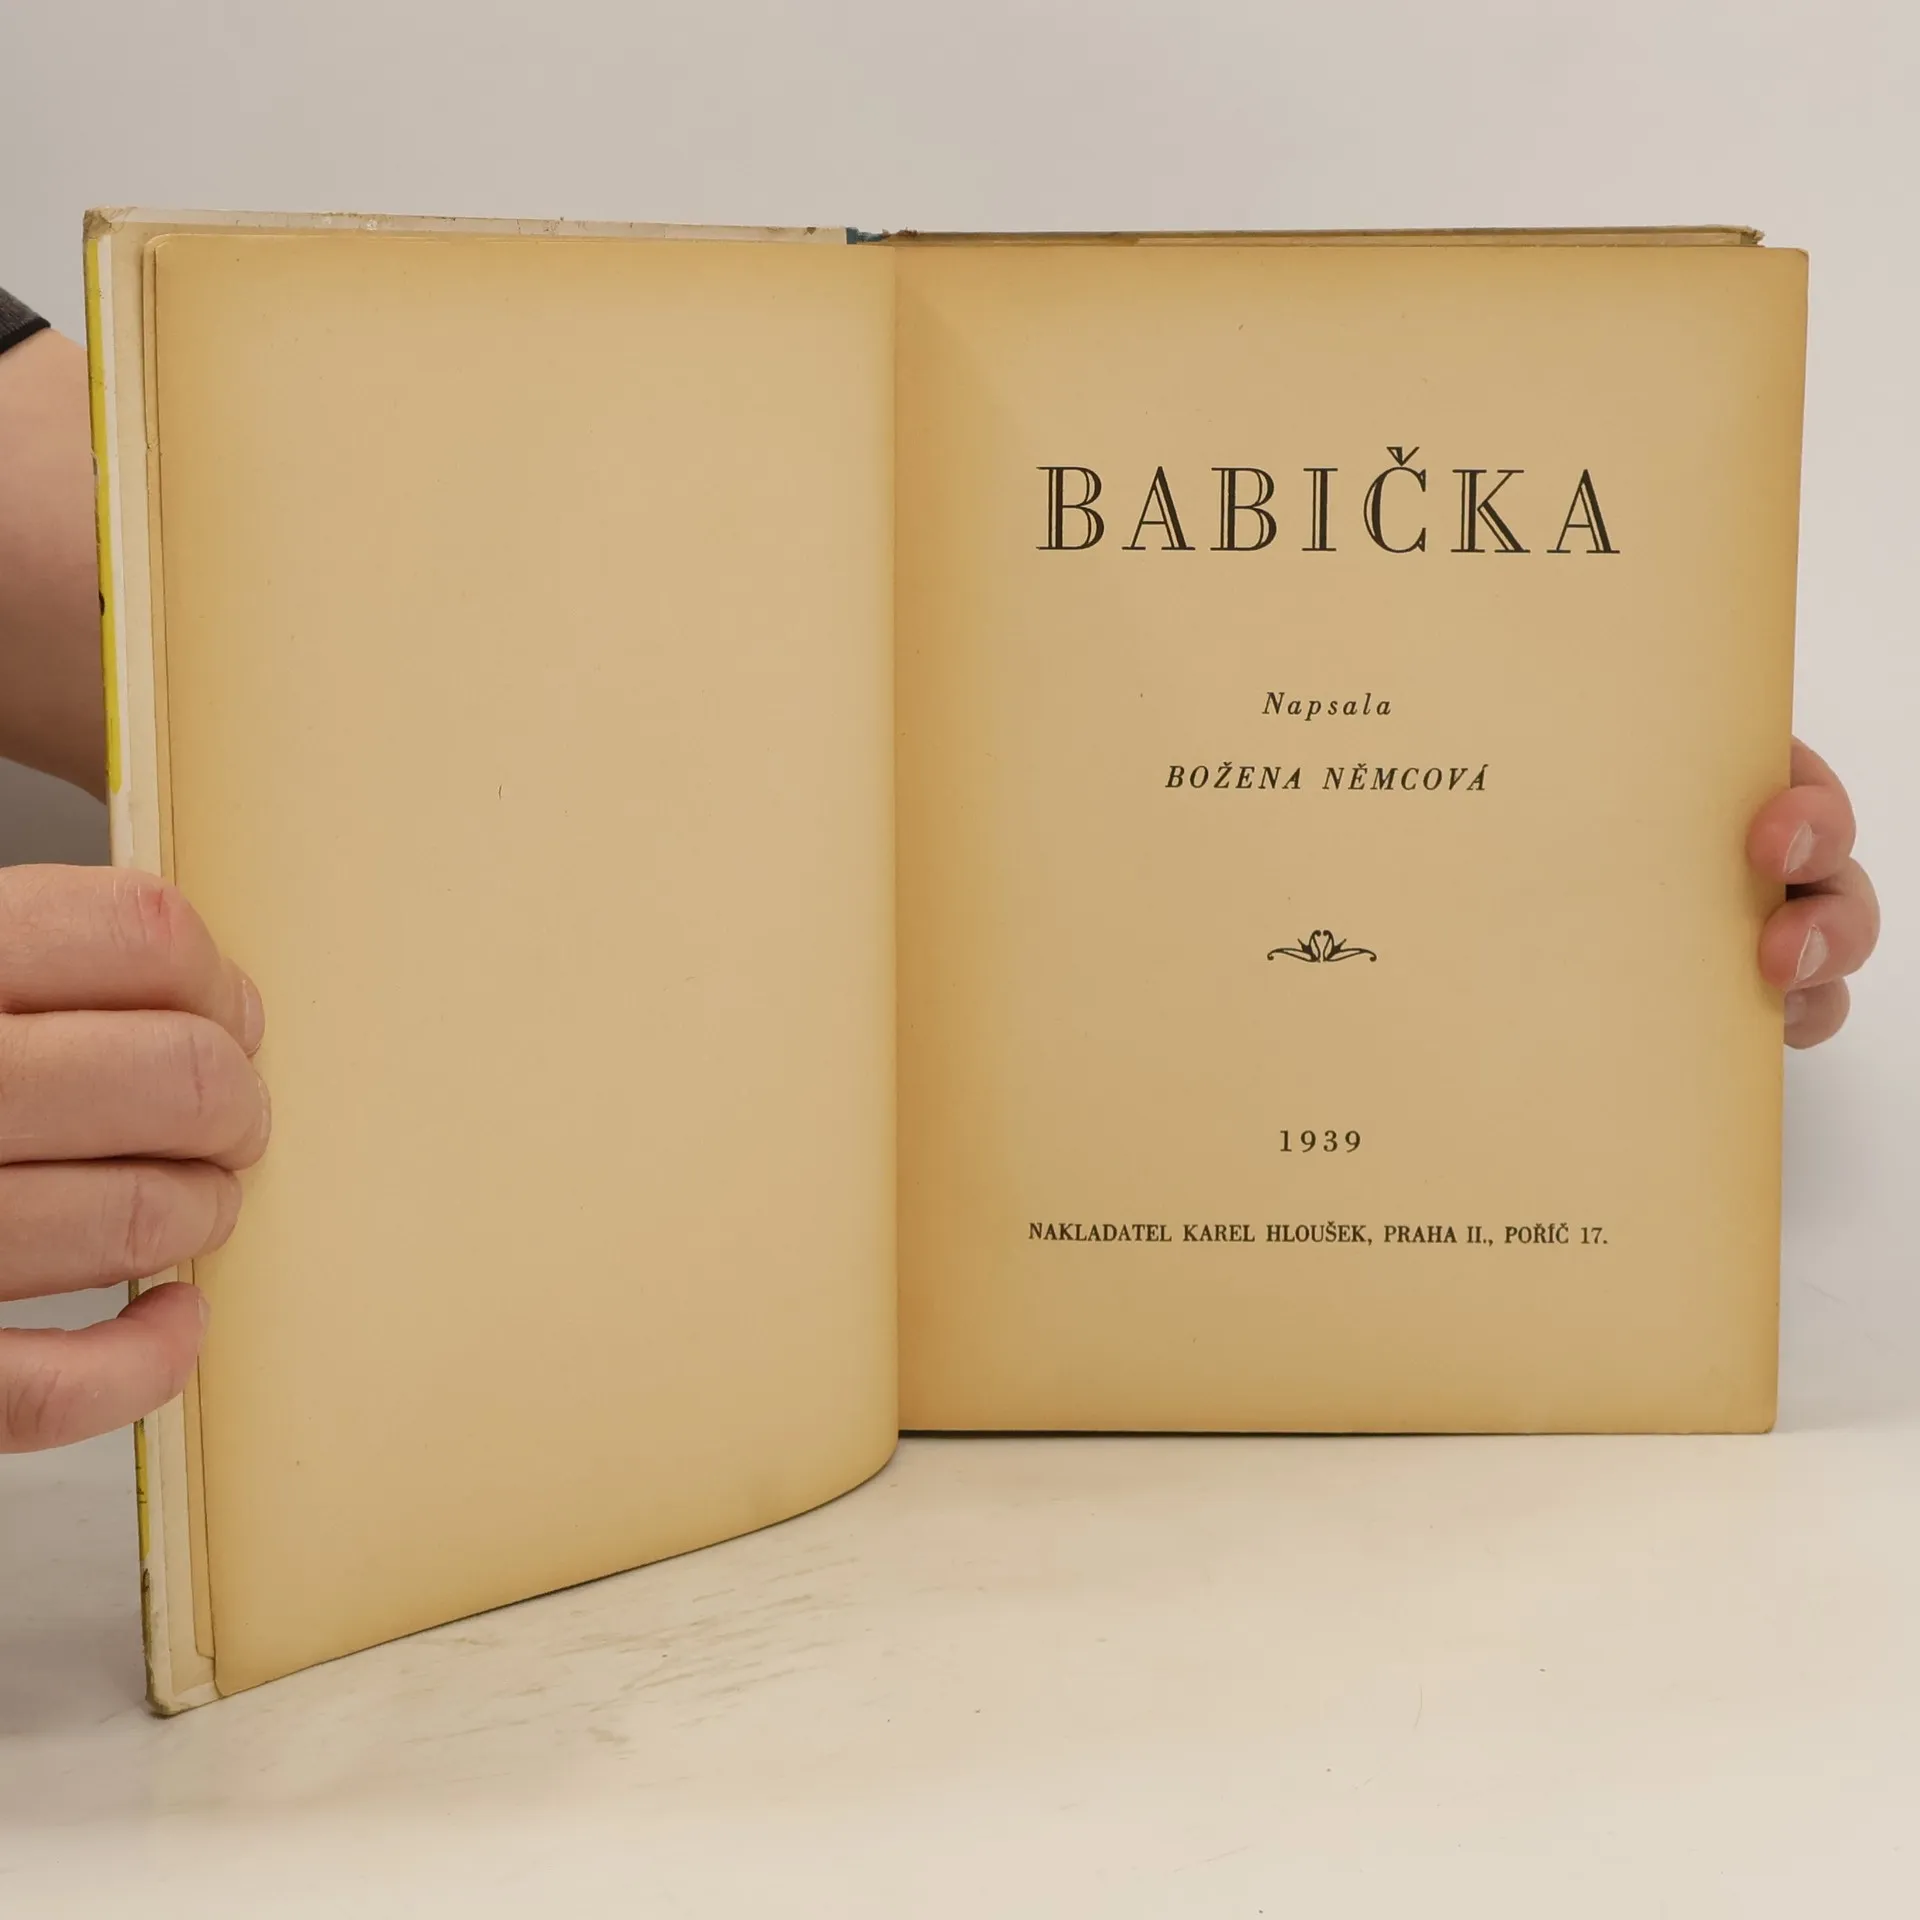 BABIČKA
Napsala
BOŽENA NĚMCOVÁ
1939
NAKLADATEL KAREL HLOUŠEK, PRAHA II., POŘÍČ 17.